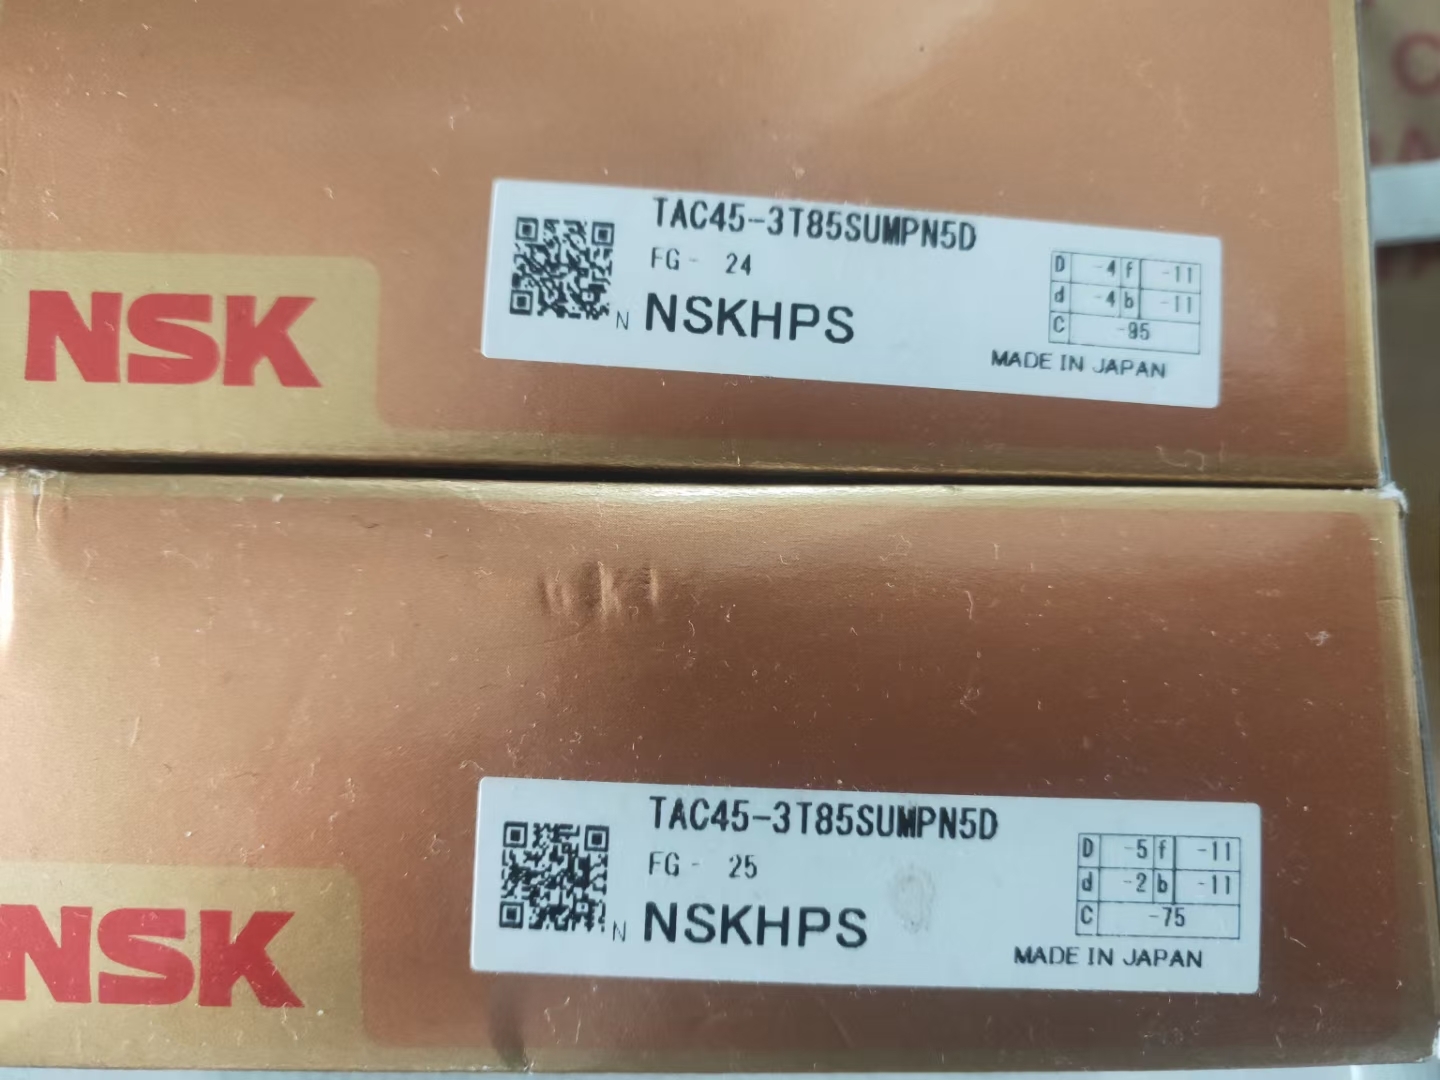 NSK
TAC45-3T85SUMPN5D
FG- 24
N NSKHPS
D -4 f -11
d -4 b -11
C -95
MADE IN JAPAN
NSK
TAC45-3T85SUMPN5D
FG- 25
N NSKHPS
D -5 f -11
d -2 b -11
C -75
MADE IN JAPAN